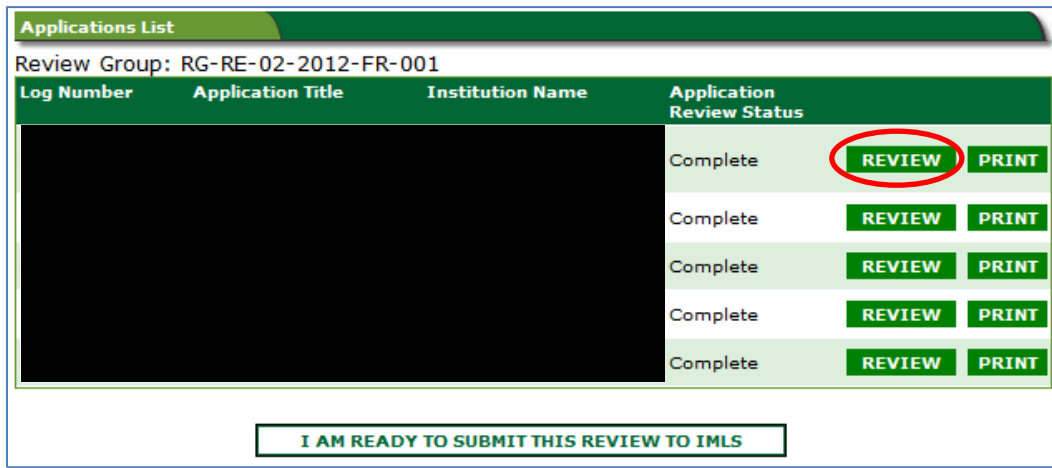 Applications List
Review Group: RG-RE-02-2012-FR-001
Log Number Application Title Institution Name Application Review Status
Complete REVIEW PRINT
Complete REVIEW PRINT
Complete REVIEW PRINT
Complete REVIEW PRINT
Complete REVIEW PRINT
I AM READY TO SUBMIT THIS REVIEW TO IMLS